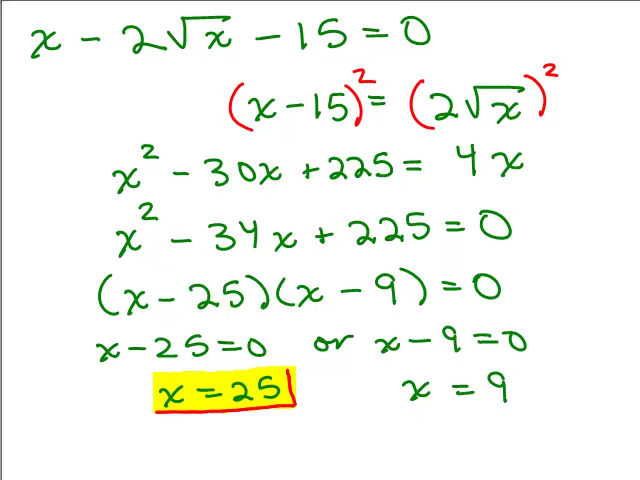 x - 2√x - 15 = 0
(x - 15)² = (2√x)²
x² - 30x + 225 = 4x
x² - 34x + 225 = 0
(x - 25)(x - 9) = 0
x - 25 = 0 or x - 9 = 0
x = 25 x = 9